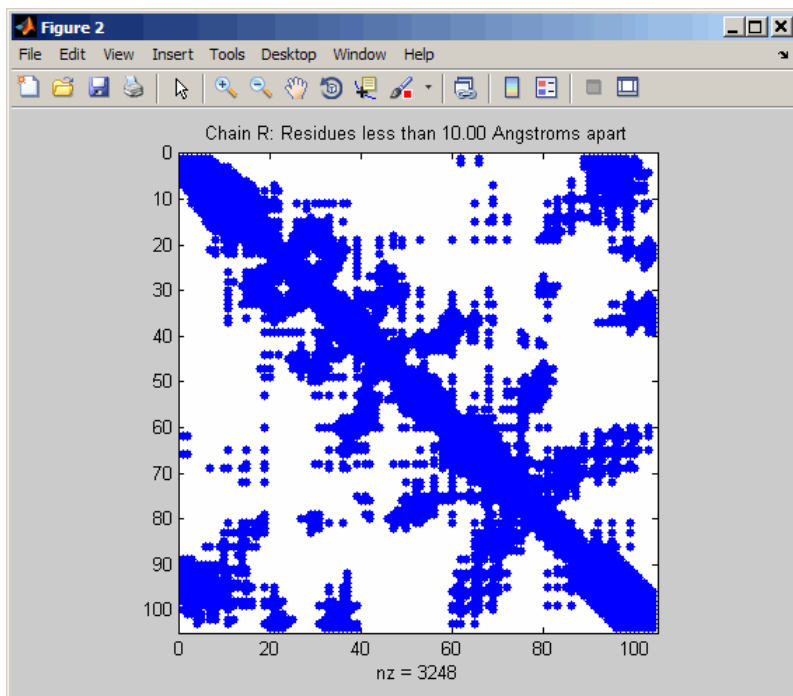 Figure 2
File Edit View Insert Tools Desktop Window Help
Chain R: Residues less than 10.00 Angstroms apart
0
10
20
30
40
50
60
70
80
90
100
0 20 40 60 80 100
nz = 3248